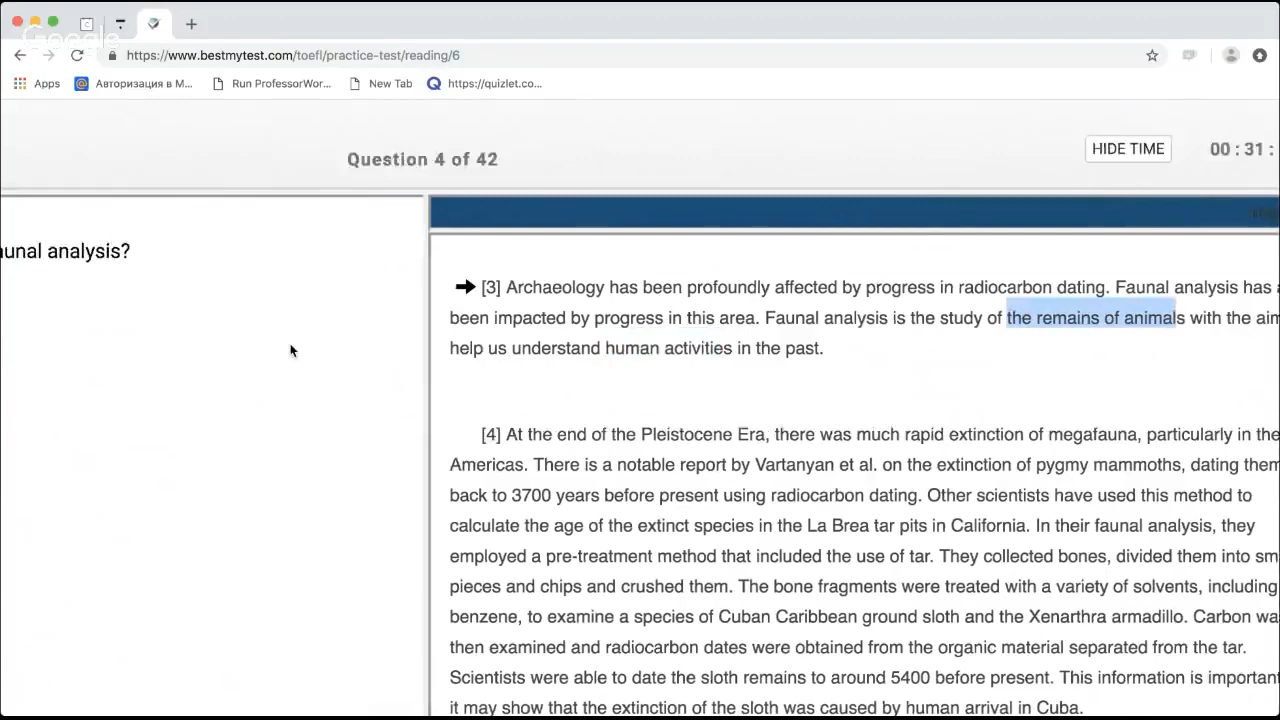 Google
https://www.bestmytest.com/toefl/practice-test/reading/6
Apps Авторизация в М... Run ProfessorWor... New Tab https://quizlet.co...
Question 4 of 42
HIDE TIME 00 : 31 :
aunal analysis?
[3] Archaeology has been profoundly affected by progress in radiocarbon dating. Faunal analysis has
been impacted by progress in this area. Faunal analysis is the study of the remains of animals with the aim
help us understand human activities in the past.
[4] At the end of the Pleistocene Era, there was much rapid extinction of megafauna, particularly in the
Americas. There is a notable report by Vartanyan et al. on the extinction of pygmy mammoths, dating them
back to 3700 years before present using radiocarbon dating. Other scientists have used this method to
calculate the age of the extinct species in the La Brea tar pits in California. In their faunal analysis, they
employed a pre-treatment method that included the use of tar. They collected bones, divided them into sm
pieces and chips and crushed them. The bone fragments were treated with a variety of solvents, including
benzene, to examine a species of Cuban Caribbean ground sloth and the Xenarthra armadillo. Carbon wa
then examined and radiocarbon dates were obtained from the organic material separated from the tar.
Scientists were able to date the sloth remains to around 5400 before present. This information is important
it may show that the extinction of the sloth was caused by human arrival in Cuba.